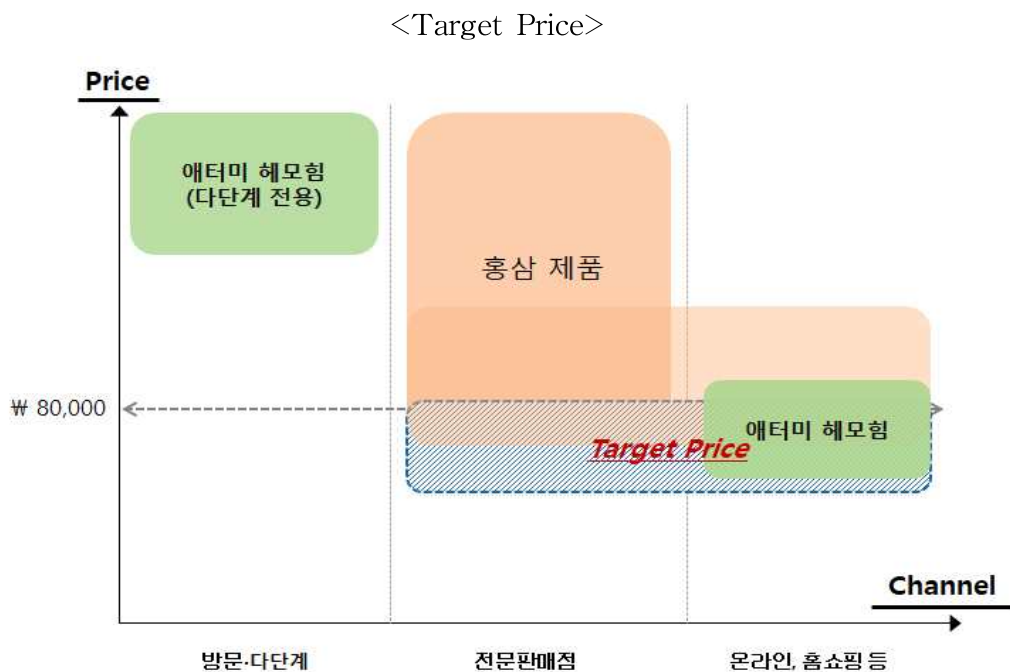 <Target Price>
Price
애터미 헤모힘
(다단계 전용)
홍삼 제품
₩ 80,000
애터미 헤모힘
Target Price
Channel
방문·다단계
전문판매점
온라인, 홈쇼핑 등